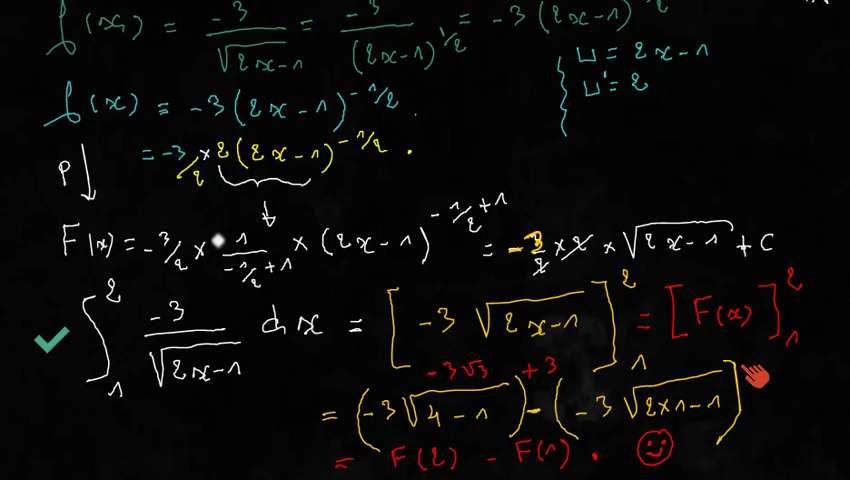 f(x) = -3/√(2x-1) = -3/(2x-1)^(1/2) = -3(2x-1)^(-1/2)
f(x) = -3(2x-1)^(-1/2).
u = 2x-1
u' = 2
= -3/2 × 2(2x-1)^(-1/2).
P
F(x) = -3/2 × 1/(-1/2+1) × (2x-1)^(-1/2+1) = -3/2 × 2 × √(2x-1) + C
∫₁² -3/√(2x-1) dx = [-3√(2x-1)]₁² = [F(x)]₁²
-3√3 + 3
= (-3√(4-1)) - (-3√(2×1-1))
= F(2) - F(1).